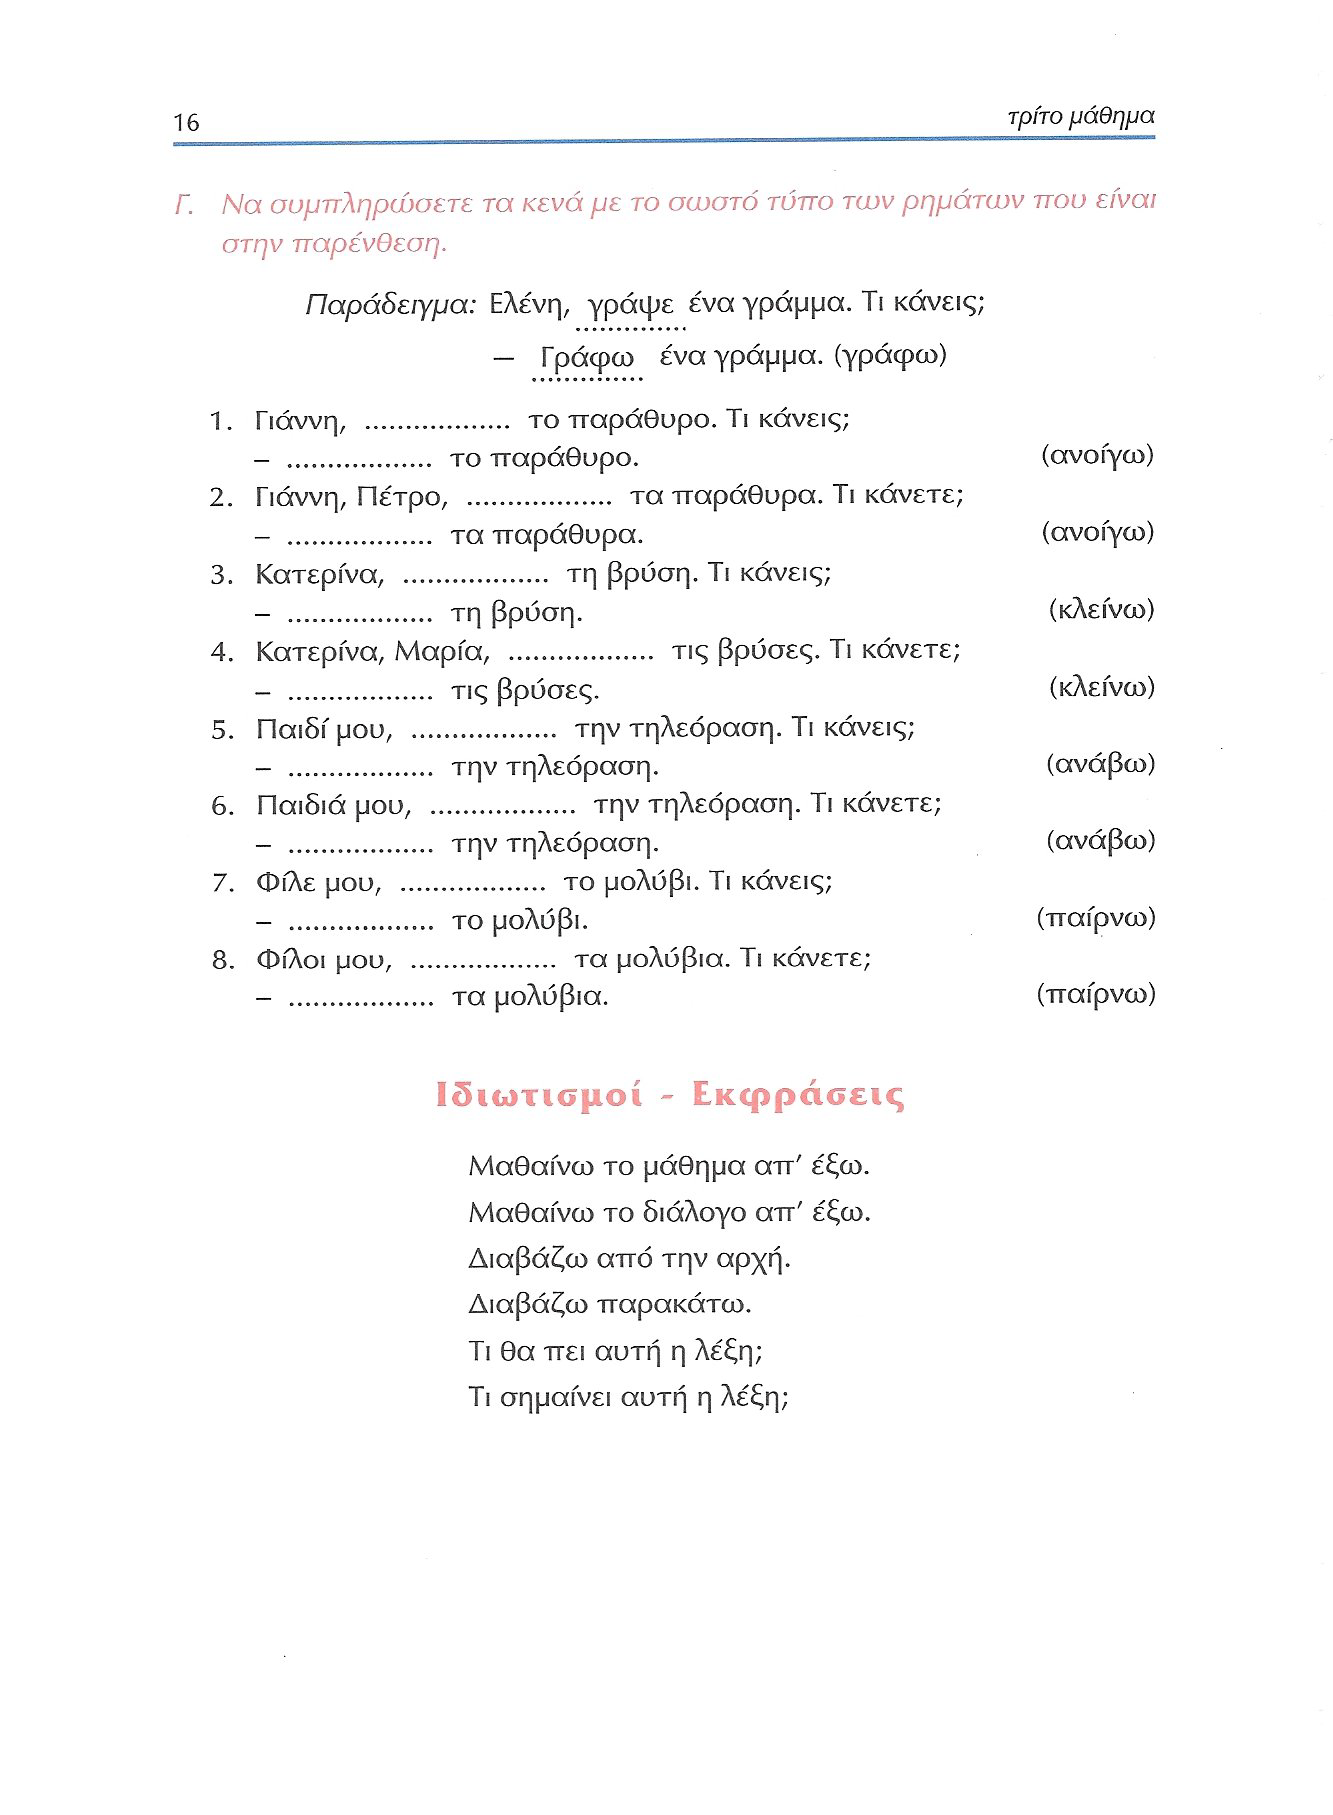 16
τρίτο μάθημα
Γ. Να συμπληρώσετε τα κενά με το σωστό τύπο των ρημάτων που είναι
στην παρένθεση.
Παράδειγμα: Ελένη, γράψε ένα γράμμα. Τι κάνεις;
– Γράφω ένα γράμμα. (γράφω)
1. Γιάννη, .................. το παράθυρο. Τι κάνεις;
– .................. το παράθυρο. (ανοίγω)
2. Γιάννη, Πέτρο, .................. τα παράθυρα. Τι κάνετε;
– .................. τα παράθυρα. (ανοίγω)
3. Κατερίνα, .................. τη βρύση. Τι κάνεις;
– .................. τη βρύση. (κλείνω)
4. Κατερίνα, Μαρία, .................. τις βρύσες. Τι κάνετε;
– .................. τις βρύσες. (κλείνω)
5. Παιδί μου, .................. την τηλεόραση. Τι κάνεις;
– .................. την τηλεόραση. (ανάβω)
6. Παιδιά μου, .................. την τηλεόραση. Τι κάνετε;
– .................. την τηλεόραση. (ανάβω)
7. Φίλε μου, .................. το μολύβι. Τι κάνεις;
– .................. το μολύβι. (παίρνω)
8. Φίλοι μου, .................. τα μολύβια. Τι κάνετε;
– .................. τα μολύβια. (παίρνω)
Ιδιωτισμοί - Εκφράσεις
Μαθαίνω το μάθημα απ' έξω.
Μαθαίνω το διάλογο απ' έξω.
Διαβάζω από την αρχή.
Διαβάζω παρακάτω.
Τι θα πει αυτή η λέξη;
Τι σημαίνει αυτή η λέξη;